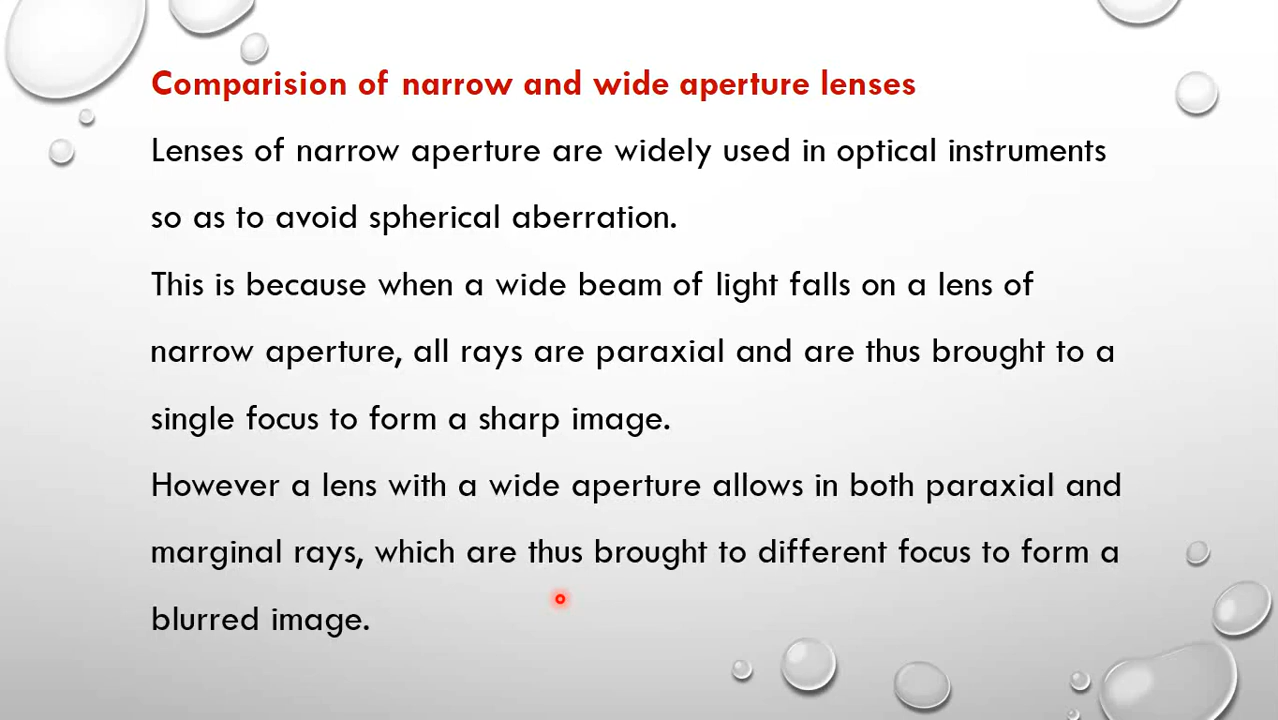 Comparision of narrow and wide aperture lenses
Lenses of narrow aperture are widely used in optical instruments
so as to avoid spherical aberration.
This is because when a wide beam of light falls on a lens of
narrow aperture, all rays are paraxial and are thus brought to a
single focus to form a sharp image.
However a lens with a wide aperture allows in both paraxial and
marginal rays, which are thus brought to different focus to form a
blurred image.